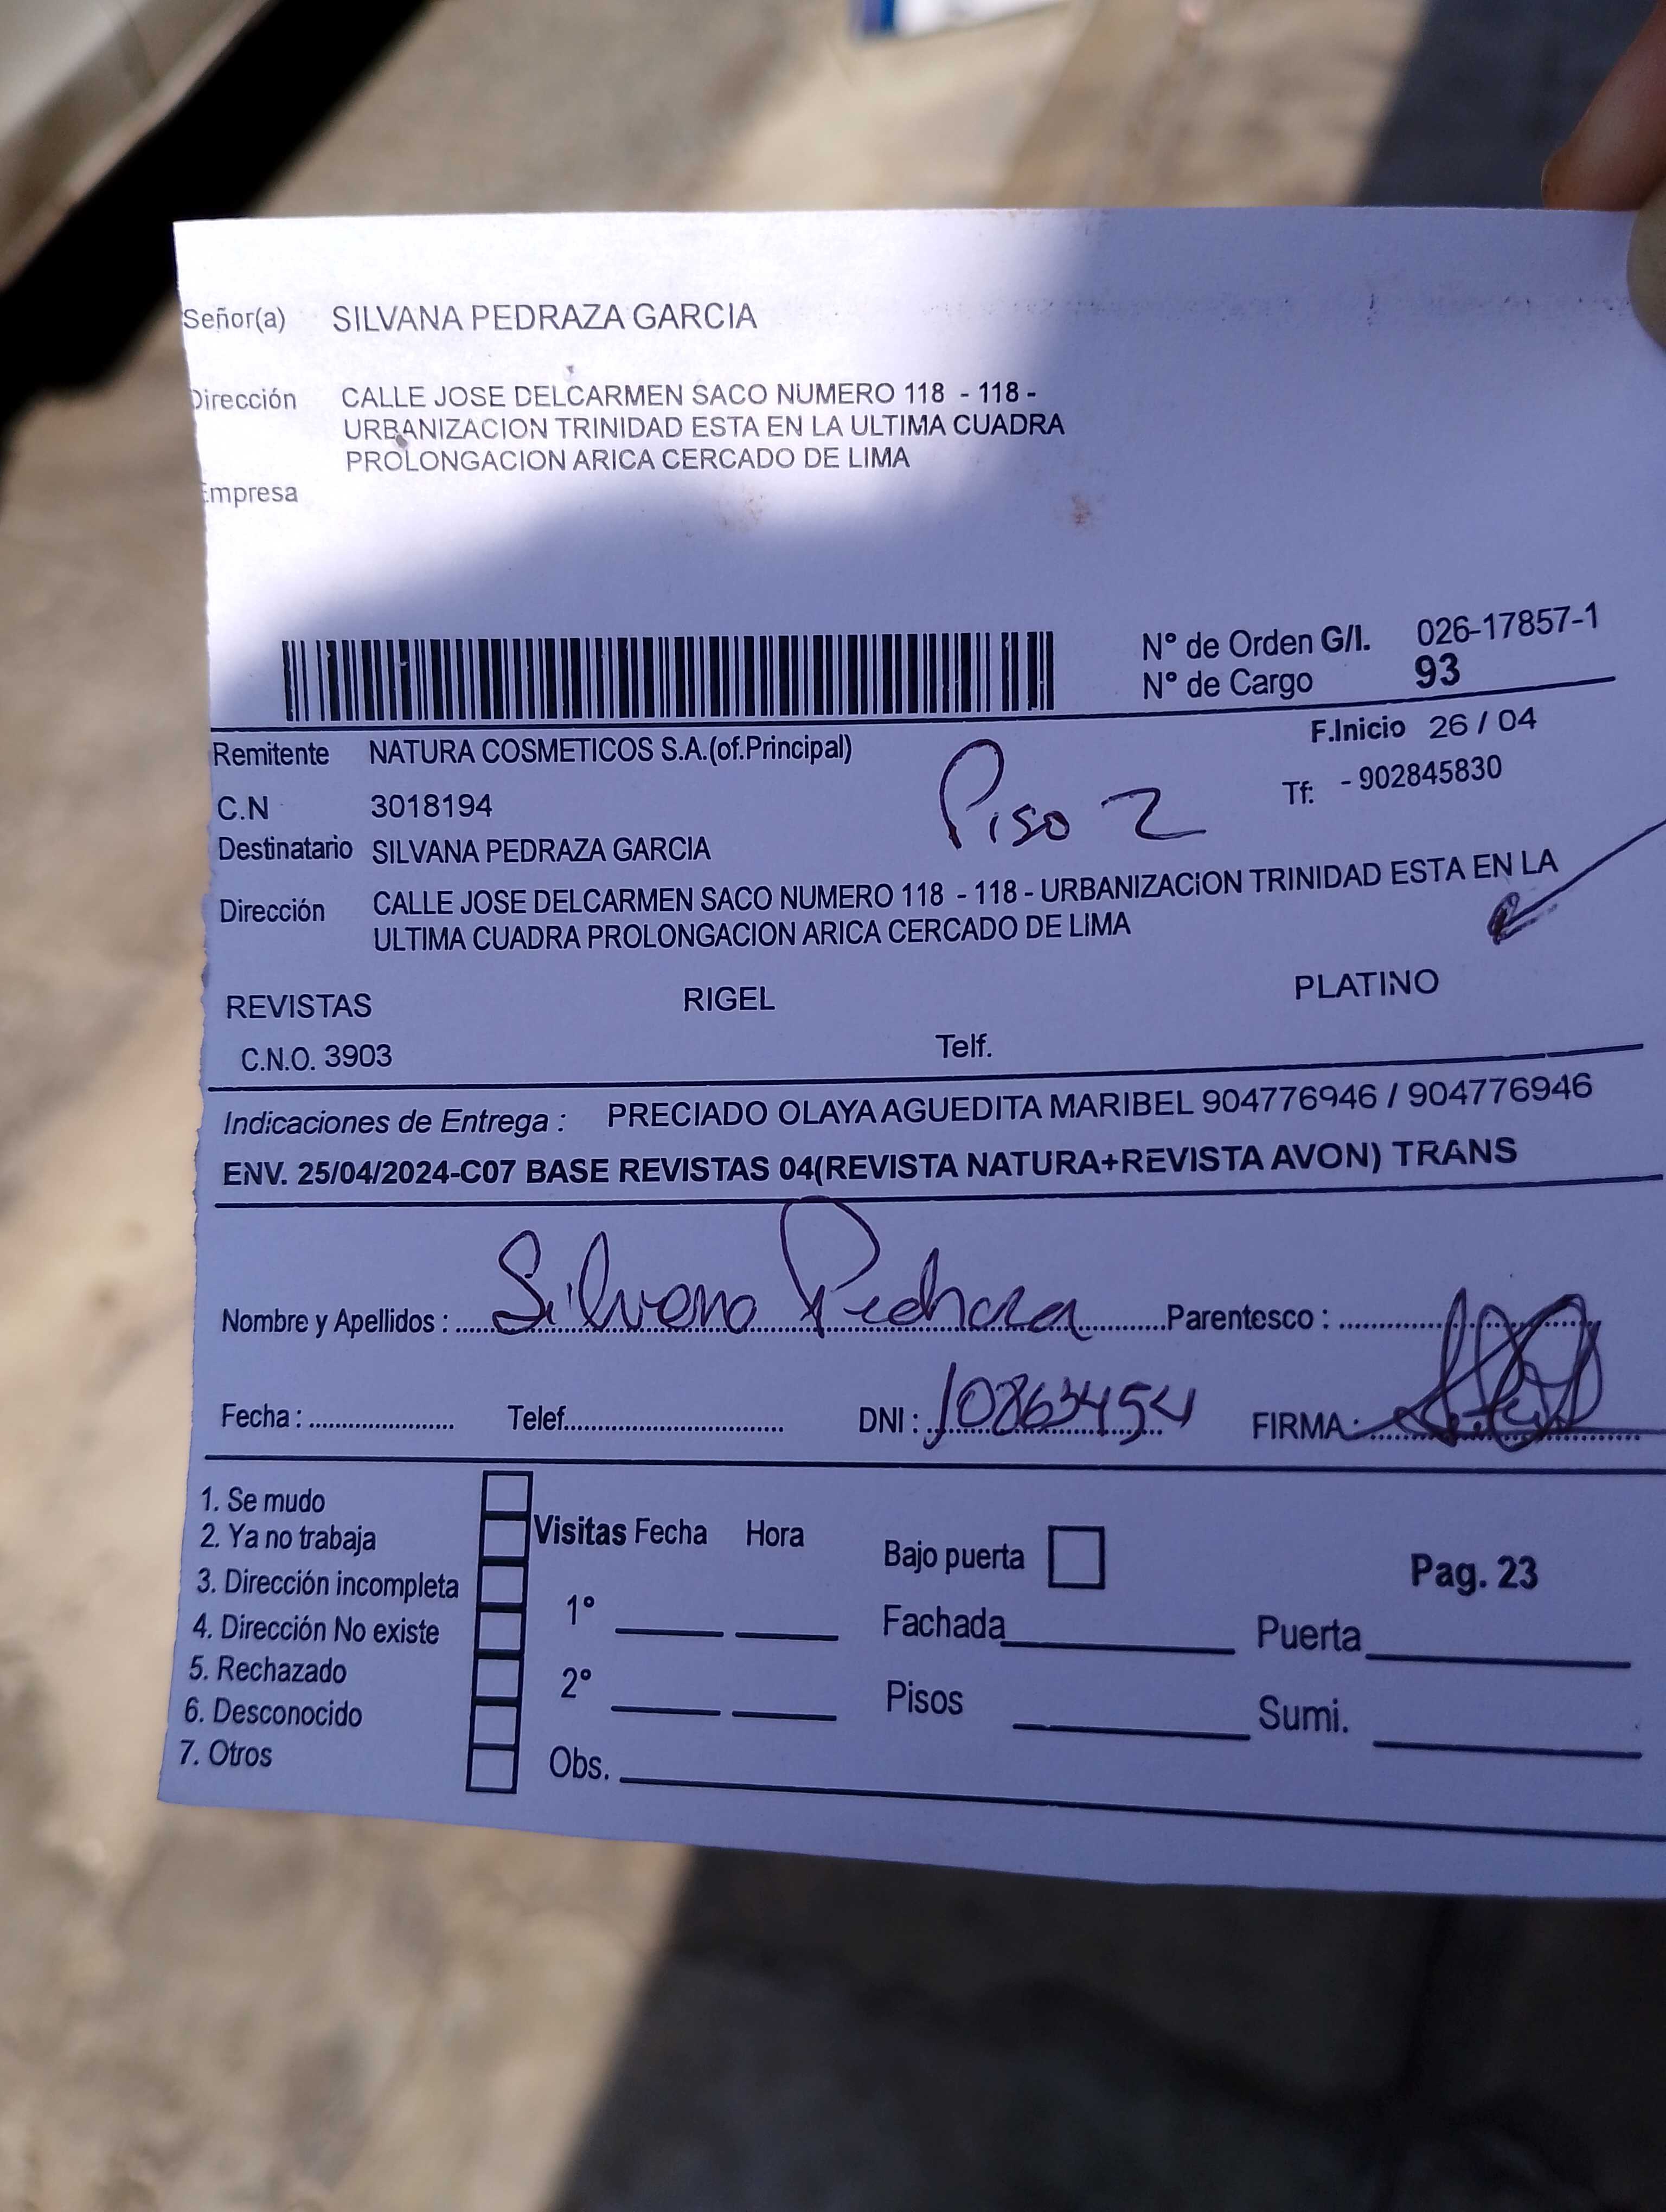 Señor(a) SILVANA PEDRAZA GARCIA
Dirección CALLE JOSE DELCARMEN SACO NUMERO 118 - 118 -
URBANIZACION TRINIDAD ESTA EN LA ULTIMA CUADRA
PROLONGACION ARICA CERCADO DE LIMA
Empresa
N° de Orden G/I. 026-17857-1
N° de Cargo 93
Remitente NATURA COSMETICOS S.A.(of.Principal) F.Inicio 26 / 04
Piso 2 Tf: - 902845830
C.N 3018194
Destinatario SILVANA PEDRAZA GARCIA
Dirección CALLE JOSE DELCARMEN SACO NUMERO 118 - 118 - URBANIZACION TRINIDAD ESTA EN LA
ULTIMA CUADRA PROLONGACION ARICA CERCADO DE LIMA
REVISTAS RIGEL PLATINO
C.N.O. 3903 Telf.
Indicaciones de Entrega : PRECIADO OLAYA AGUEDITA MARIBEL 904776946 / 904776946
ENV. 25/04/2024-C07 BASE REVISTAS 04(REVISTA NATURA+REVISTA AVON) TRANS
Nombre y Apellidos : Silvana Pedraza Parentesco :
Fecha : Telef. DNI : 10863454 FIRMA :
1. Se mudo
2. Ya no trabaja
3. Dirección incompleta
4. Dirección No existe
5. Rechazado
6. Desconocido
7. Otros
Visitas Fecha Hora
1°
2°
Obs.
Bajo puerta
Fachada Puerta
Pisos Sumi.
Pag. 23